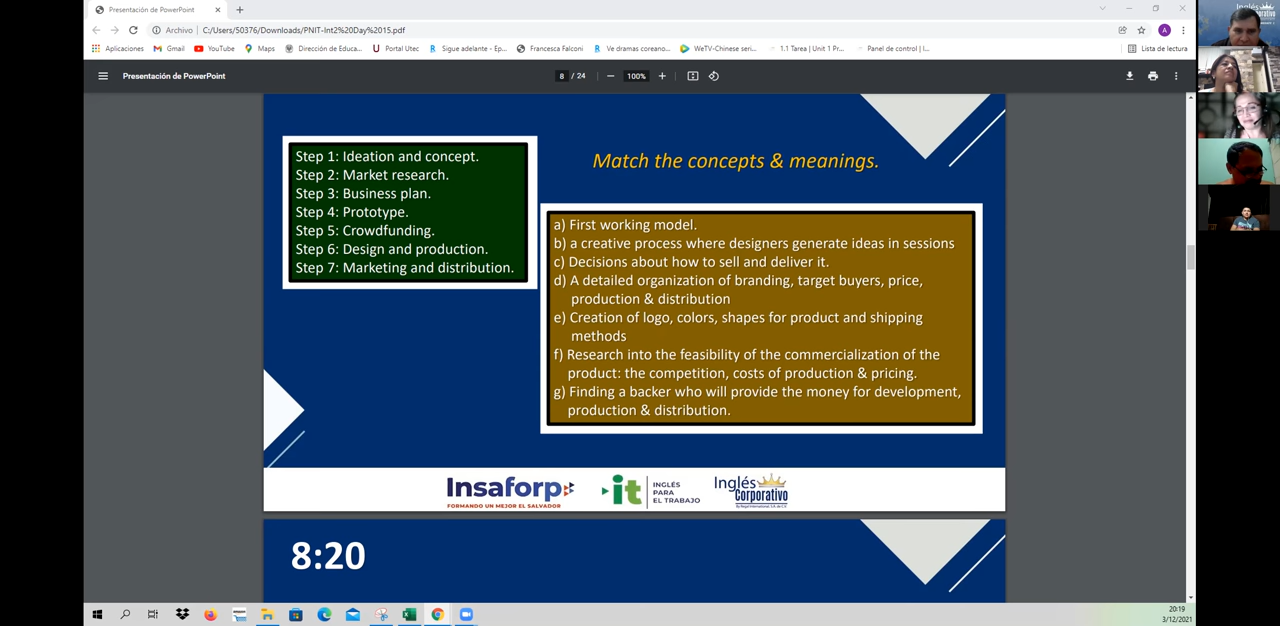 Presentación de PowerPoint
Archivo | C:/Users/50376/Downloads/PNIT-Int2%20Day%2015.pdf
Aplicaciones Gmail YouTube Maps Dirección de Educa... Portal Utec Sigue adelante - Ep... Francesca Falconi Ve dramas coreano... WeTV-Chinese seri... 1.1 Tarea | Unit 1 Pr... Panel de control | I... Lista de lectura
Presentación de PowerPoint 8 / 24 100%
Step 1: Ideation and concept.
Step 2: Market research.
Step 3: Business plan.
Step 4: Prototype.
Step 5: Crowdfunding.
Step 6: Design and production.
Step 7: Marketing and distribution.
Match the concepts & meanings.
a) First working model.
b) a creative process where designers generate ideas in sessions
c) Decisions about how to sell and deliver it.
d) A detailed organization of branding, target buyers, price,
production & distribution
e) Creation of logo, colors, shapes for product and shipping
methods
f) Research into the feasibility of the commercialization of the
product: the competition, costs of production & pricing.
g) Finding a backer who will provide the money for development,
production & distribution.
Insaforp
FORMANDO UN MEJOR EL SALVADOR
it
INGLÉS
PARA
EL TRABAJO
Inglés
Corporativo
8:20
20:19
3/12/2021